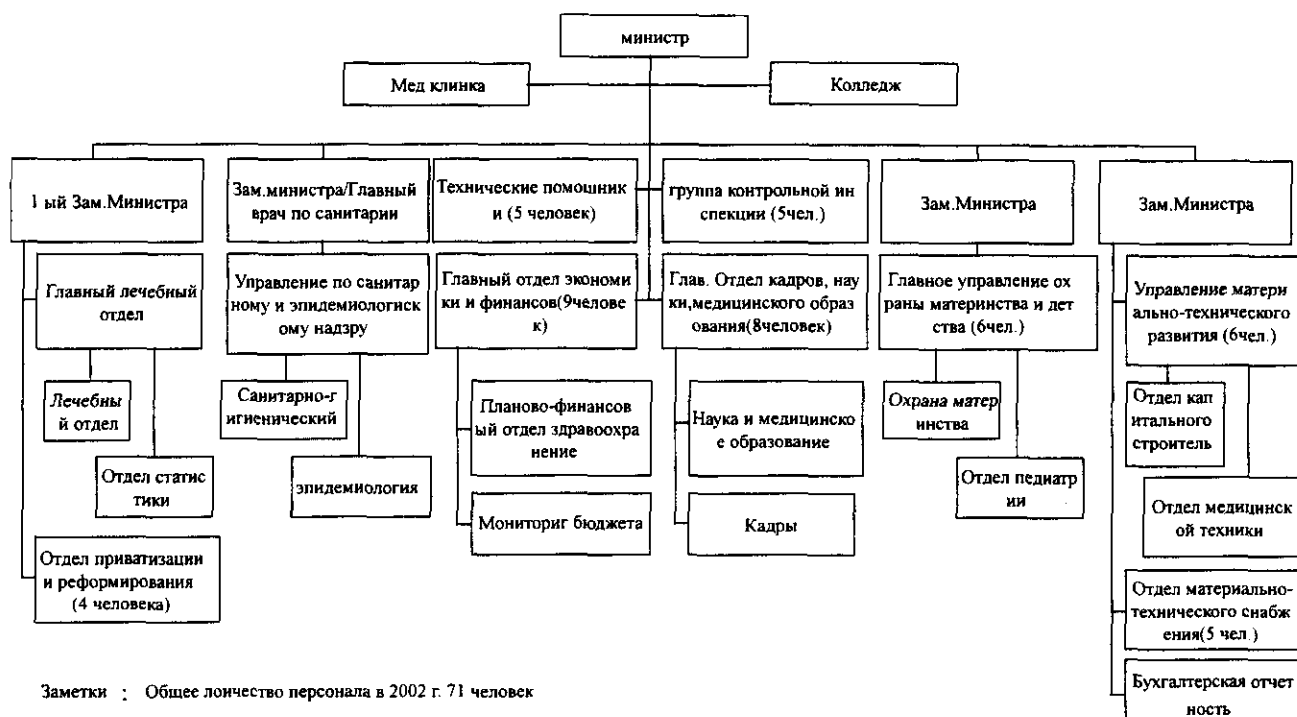 министр
Мед клинка
Колледж
1 ый Зам.Министра
Зам.министра/Главный
врач по санитарии
Технические помошник
и (5 человек)
группа контрольной ин
спекции (5чел.)
Зам.Министра
Зам.Министра
Главный лечебный
отдел
Управление по санитар
ному и эпидемиологиск
ому надзру
Главный отдел экономи
ки и финансов(9челове
к)
Глав. Отдел кадров, нау
ки,медицинского образ
ования(8человек)
Главное управление ох
раны материнства и дет
ства (6чел.)
Управление матери
ально-технического
развития (6чел.)
Лечебны
й отдел
Санитарно-г
игиенический
Планово-финансов
ый отдел здравоохра
нение
Наука и медицинско
е образование
Охрана матер
инства
Отдел кап
итального
строитель
Отдел статис
тики
эпидемиология
Отдел педиатр
ии
Отдел медицинск
ой техники
Мониториг бюджета
Кадры
Отдел приватизации
и реформирования
(4 человека)
Отдел материально-
технического снабж
ения(5 чел.)
Бухгалтерская отчет
ность
Заметки : Общее лоичество персонала в 2002 г. 71 человек